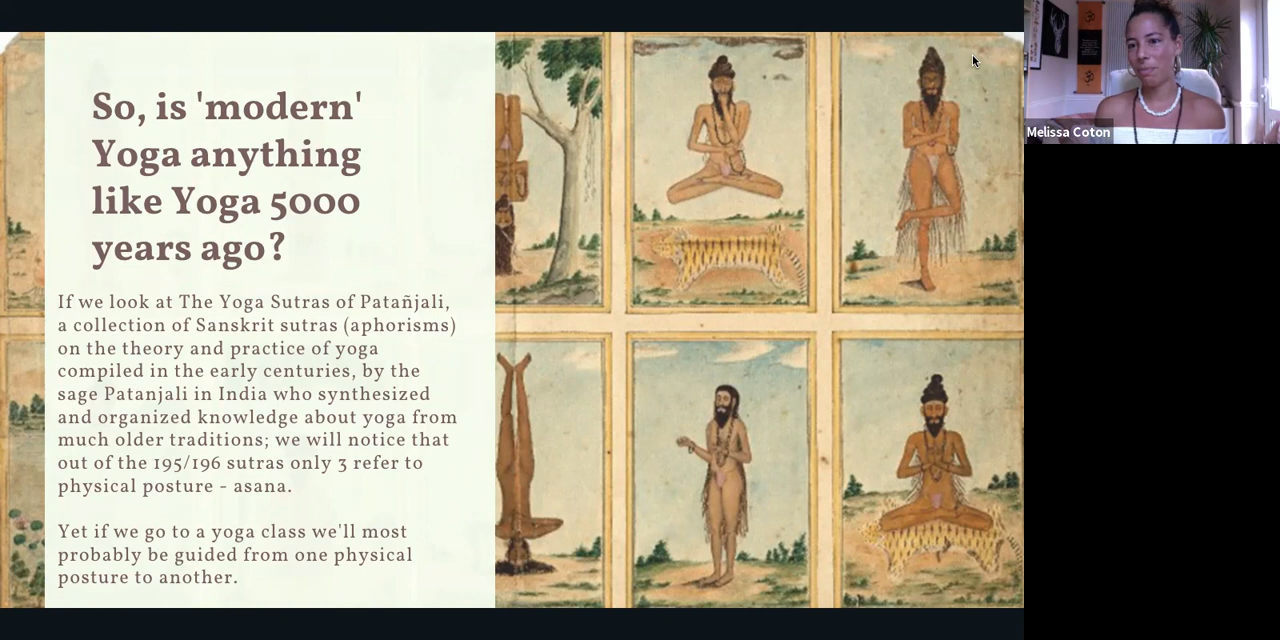 So, is 'modern'
Yoga anything
like Yoga 5000
years ago?
If we look at The Yoga Sutras of Patañjali,
a collection of Sanskrit sutras (aphorisms)
on the theory and practice of yoga
compiled in the early centuries, by the
sage Patanjali in India who synthesized
and organized knowledge about yoga from
much older traditions; we will notice that
out of the 195/196 sutras only 3 refer to
physical posture - asana.
Yet if we go to a yoga class we'll most
probably be guided from one physical
posture to another.
Melissa Coton